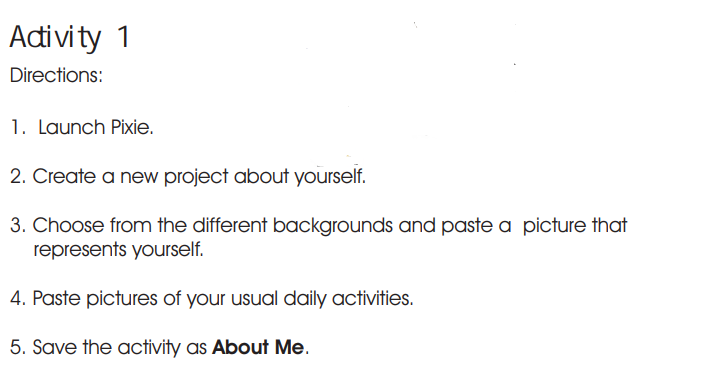 Activity 1
Directions:
1. Launch Pixie.
2. Create a new project about yourself.
3. Choose from the different backgrounds and paste a picture that
represents yourself.
4. Paste pictures of your usual daily activities.
5. Save the activity as About Me.